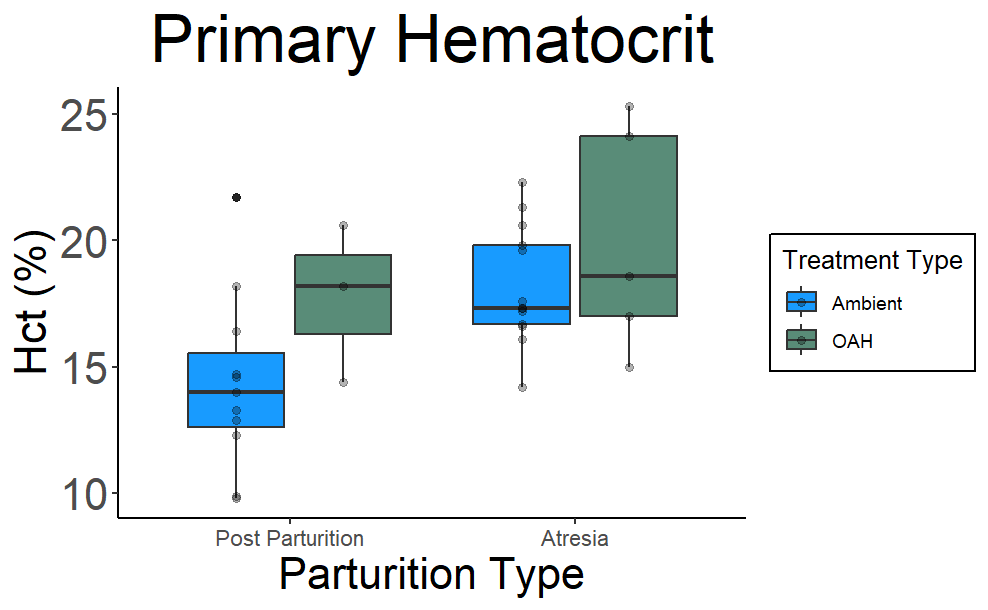 Primary Hematocrit
25
20
15
10
Hct (%)
Post Parturition
Atresia
Parturition Type
Treatment Type
Ambient
OAH